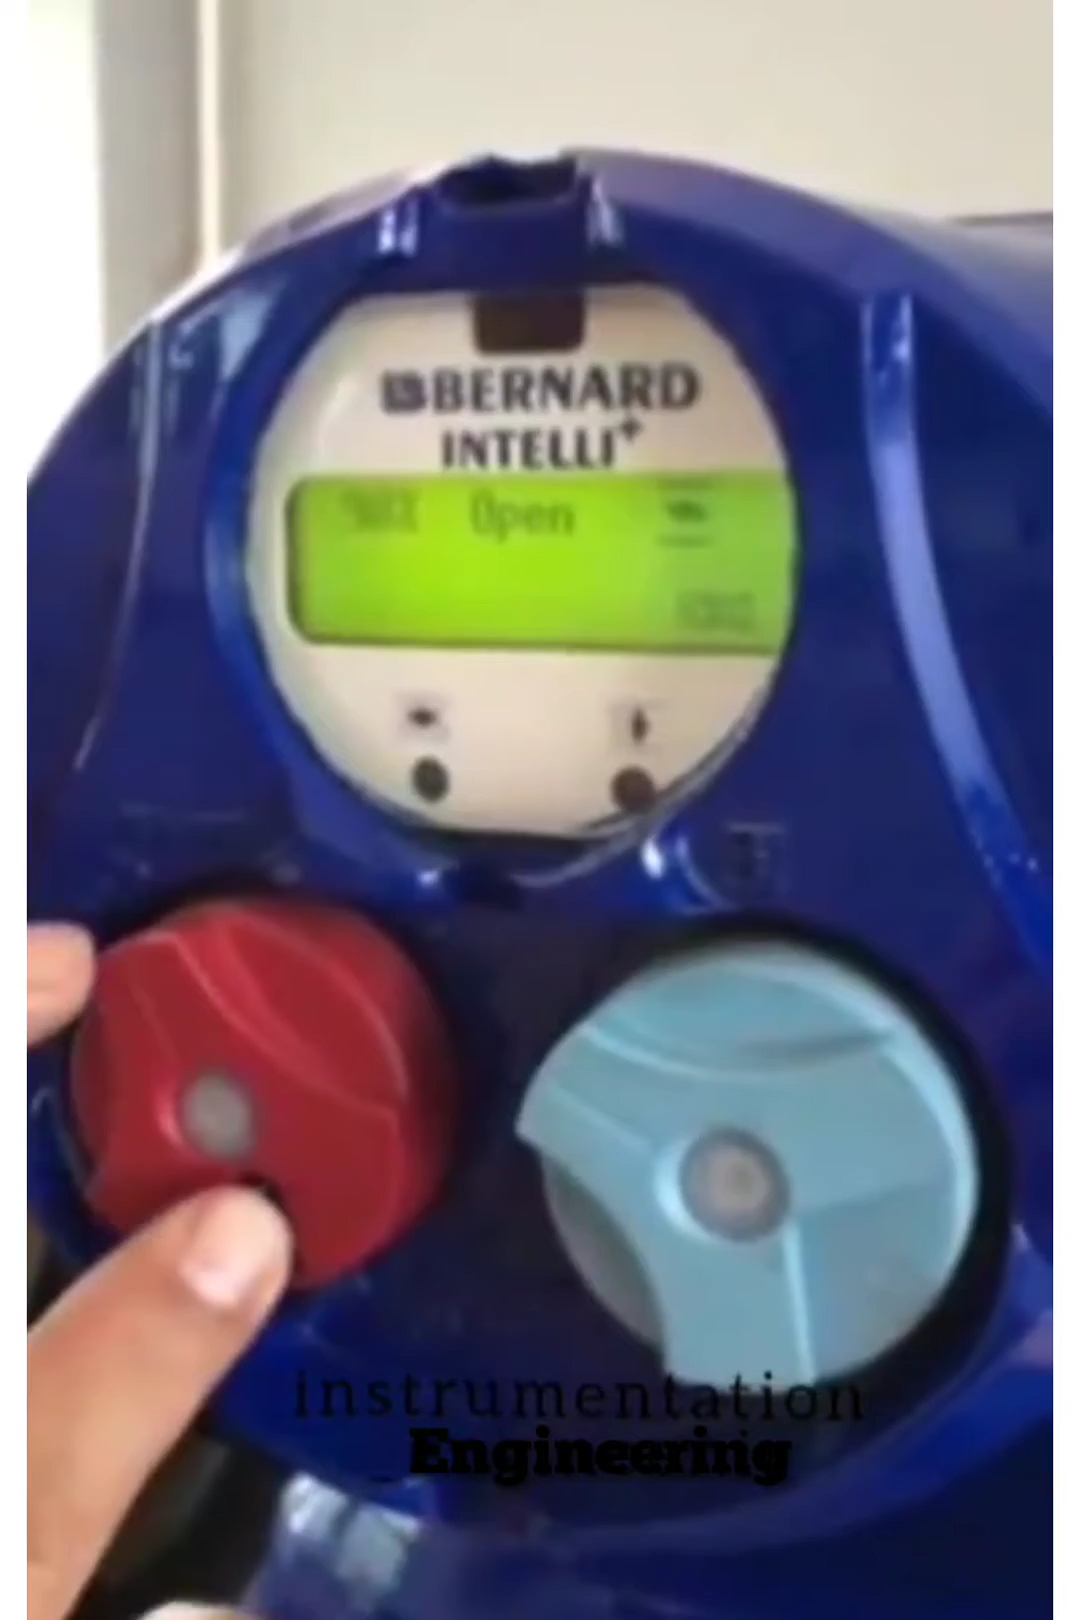 BERNARD
INTELLI+
Open
instrumentation
Engineering